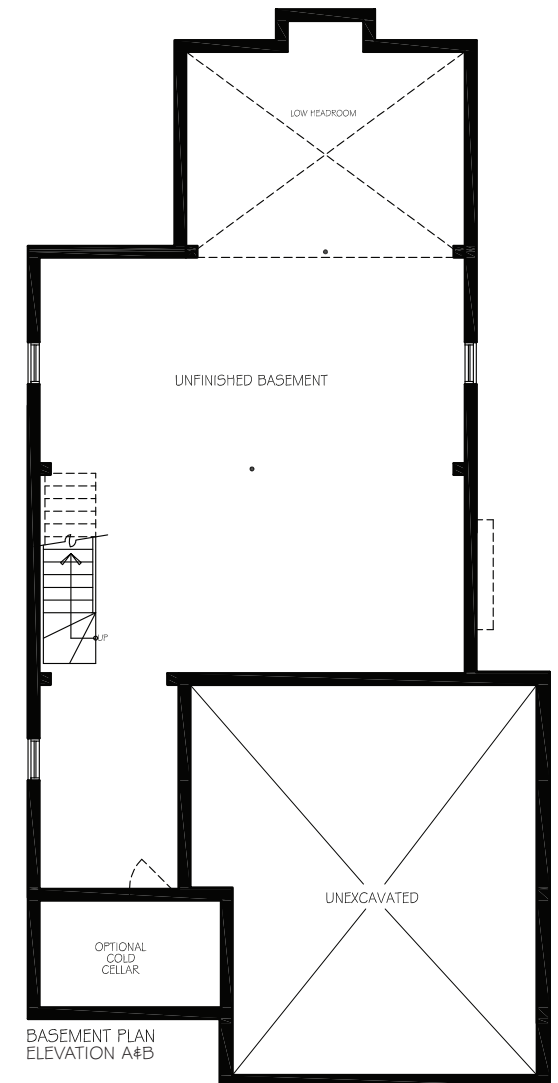 LOW HEADROOM
UNFINISHED BASEMENT
UP
UNEXCAVATED
OPTIONAL
COLD
CELLAR
BASEMENT PLAN
ELEVATION A&B